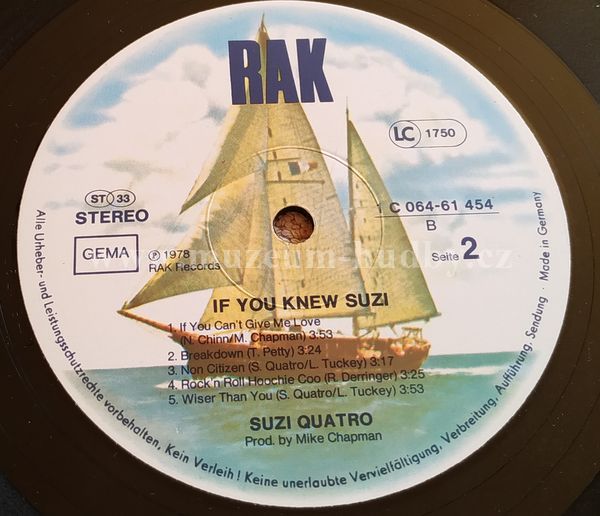 RAK
LC 1750
ST 33
STEREO
GEMA
℗ 1978
RAK Records
C 064-61 454
B
Seite 2
IF YOU KNEW SUZI
1. If You Can't Give Me Love
(N. Chinn/M. Chapman) 3:53
2. Breakdown (T. Petty) 3:24
3. Non Citizen (S. Quatro/L. Tuckey) 3:17
4. Rock'n Roll Hoochie Coo (R. Derringer) 3:25
5. Wiser Than You (S. Quatro/L. Tuckey) 3:53
SUZI QUATRO
Prod. by Mike Chapman
Alle Urheber- und Leistungsschutzrechte vorbehalten. Kein Verleih! Keine unerlaubte Vervielfältigung, Verbreitung, Aufführung, Sendung · Made in Germany